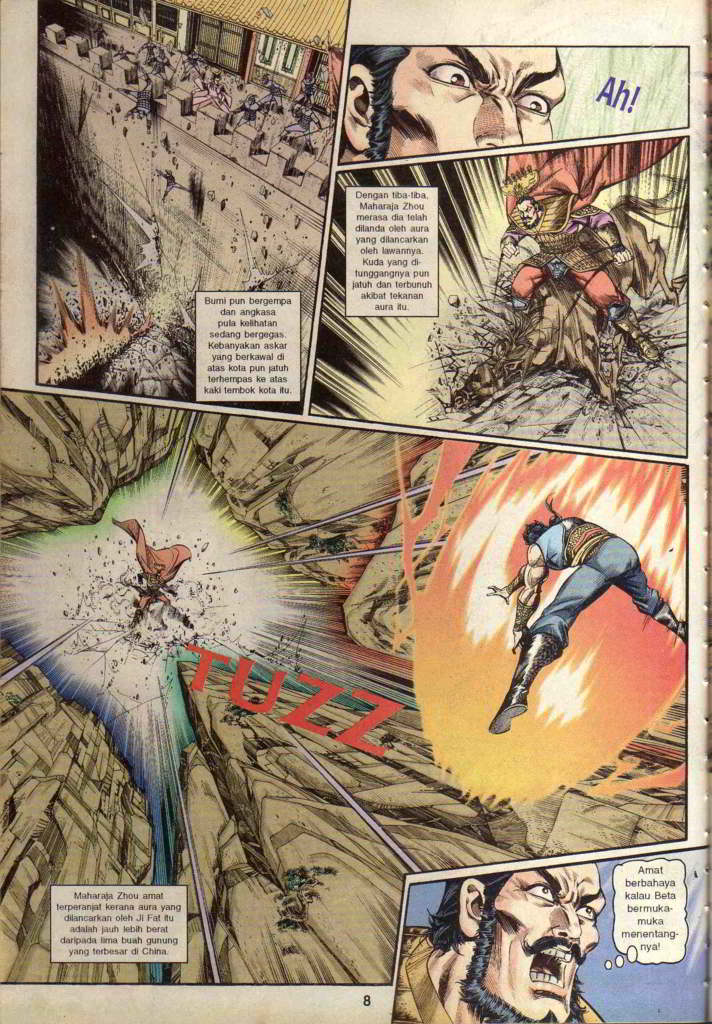 Bumi pun bergempa
dan angkasa
pula kelihatan
sedang bergegas.
Kebanyakan askar
yang berkawal di
atas kota pun jatuh
terhempas ke atas
kaki tembok kota itu.
Ah!
Dengan tiba-tiba,
Maharaja Zhou
merasa dia telah
dilanda oleh aura
yang dilancarkan
oleh lawannya.
Kuda yang di-
tunggangnya pun
jatuh dan terbunuh
akibat tekanan
aura itu.
TUZZ
Maharaja Zhou amat
terperanjat kerana aura yang
dilancarkan oleh Ji Fat itu
adalah jauh lebih berat
daripada lima buah gunung
yang terbesar di China.
Amat
berbahaya
kalau Beta
bermuka-
muka
menentang-
nya!
8